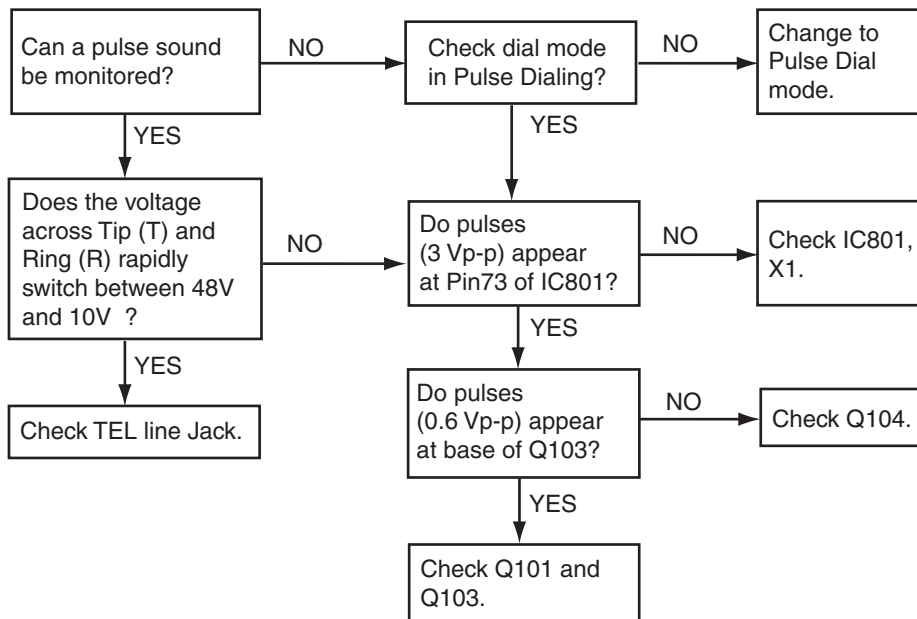 Can a pulse sound
be monitored?
NO
Check dial mode
in Pulse Dialing?
NO
Change to
Pulse Dial
mode.
YES
YES
Does the voltage
across Tip (T) and
Ring (R) rapidly
switch between 48V
and 10V ?
NO
Do pulses
(3 Vp-p) appear
at Pin73 of IC801?
NO
Check IC801,
X1.
YES
YES
Check TEL line Jack.
Do pulses
(0.6 Vp-p) appear
at base of Q103?
NO
Check Q104.
YES
Check Q101 and
Q103.